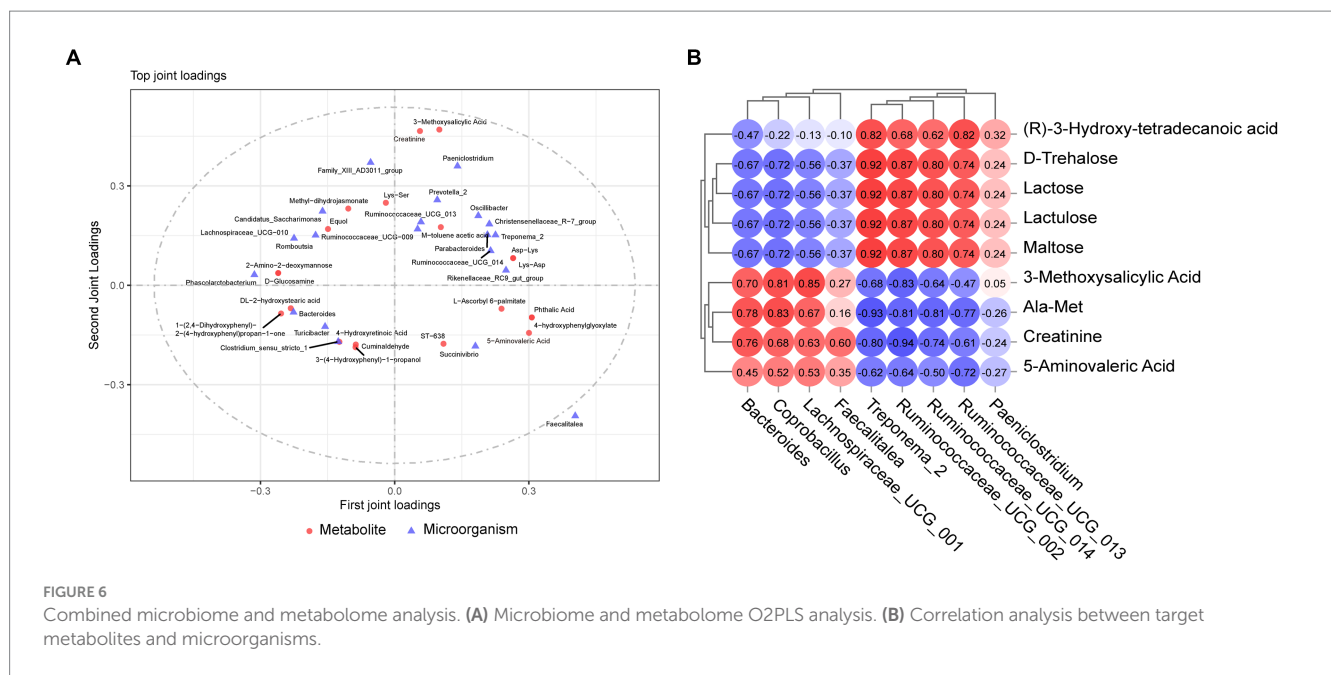 A
Top joint loadings
3−Methoxysalicylic Acid
Creatinine
Paeniclostridium
Family_XIII_AD3011_group
Lys−Ser
Prevotella_2
Methyl−dihydrojasmonate
Oscillibacter
Candidatus_Saccharimonas
Ruminococcaceae_UCG_013
Christensenellaceae_R−7_group
Equol
Lachnospiraceae_UCG−010
Ruminococcaceae_UCG−009
M−toluene acetic acid
Treponema_2
Romboutsia
Parabacteroides
Asp−Lys
Ruminococcaceae_UCG_014
Lys−Asp
2−Amino−2−deoxymannose
Rikenellaceae_RC9_gut_group
Phascolarctobacterium
D−Glucosamine
DL−2−hydroxystearic acid
L−Ascorbyl 6−palmitate
Phthalic Acid
Bacteroides
1−(2,4−Dihydroxyphenyl)−
2−(4−hydroxyphenyl)propan−1−one
4−hydroxyphenylglyoxylate
Turicibacter
4−Hydroxyretinoic Acid
ST−638
5−Aminovaleric Acid
Clostridium_sensu_stricto_1
Cuminaldehyde
Succinivibrio
3−(4−Hydroxyphenyl)−1−propanol
Faecalitalea
0.3
0.0
−0.3
Second Joint Loadings
−0.3 0.0 0.3
First joint loadings
Metabolite Microorganism
B
-0.47 -0.22 -0.13 -0.10 0.82 0.68 0.62 0.82 0.32 (R)-3-Hydroxy-tetradecanoic acid
-0.67 -0.72 -0.56 -0.37 0.92 0.87 0.80 0.74 0.24 D-Trehalose
-0.67 -0.72 -0.56 -0.37 0.92 0.87 0.80 0.74 0.24 Lactose
-0.67 -0.72 -0.56 -0.37 0.92 0.87 0.80 0.74 0.24 Lactulose
-0.67 -0.72 -0.56 -0.37 0.92 0.87 0.80 0.74 0.24 Maltose
0.70 0.81 0.85 0.27 -0.68 -0.83 -0.64 -0.47 0.05 3-Methoxysalicylic Acid
0.78 0.83 0.67 0.16 -0.93 -0.81 -0.81 -0.77 -0.26 Ala-Met
0.76 0.68 0.68 0.60 -0.80 -0.94 -0.74 -0.61 -0.24 Creatinine
0.45 0.52 0.53 0.35 -0.62 -0.64 -0.50 -0.72 -0.27 5-Aminovaleric Acid
Bacteroides
Coprobacillus
Lachnospiraceae_UCG_001
Faecalitalea
Treponema_2
Ruminococcaceae_UCG_002
Ruminococcaceae_UCG_014
Ruminococcaceae_UCG_013
Paeniclostridium
FIGURE 6
Combined microbiome and metabolome analysis. (A) Microbiome and metabolome O2PLS analysis. (B) Correlation analysis between target
metabolites and microorganisms.